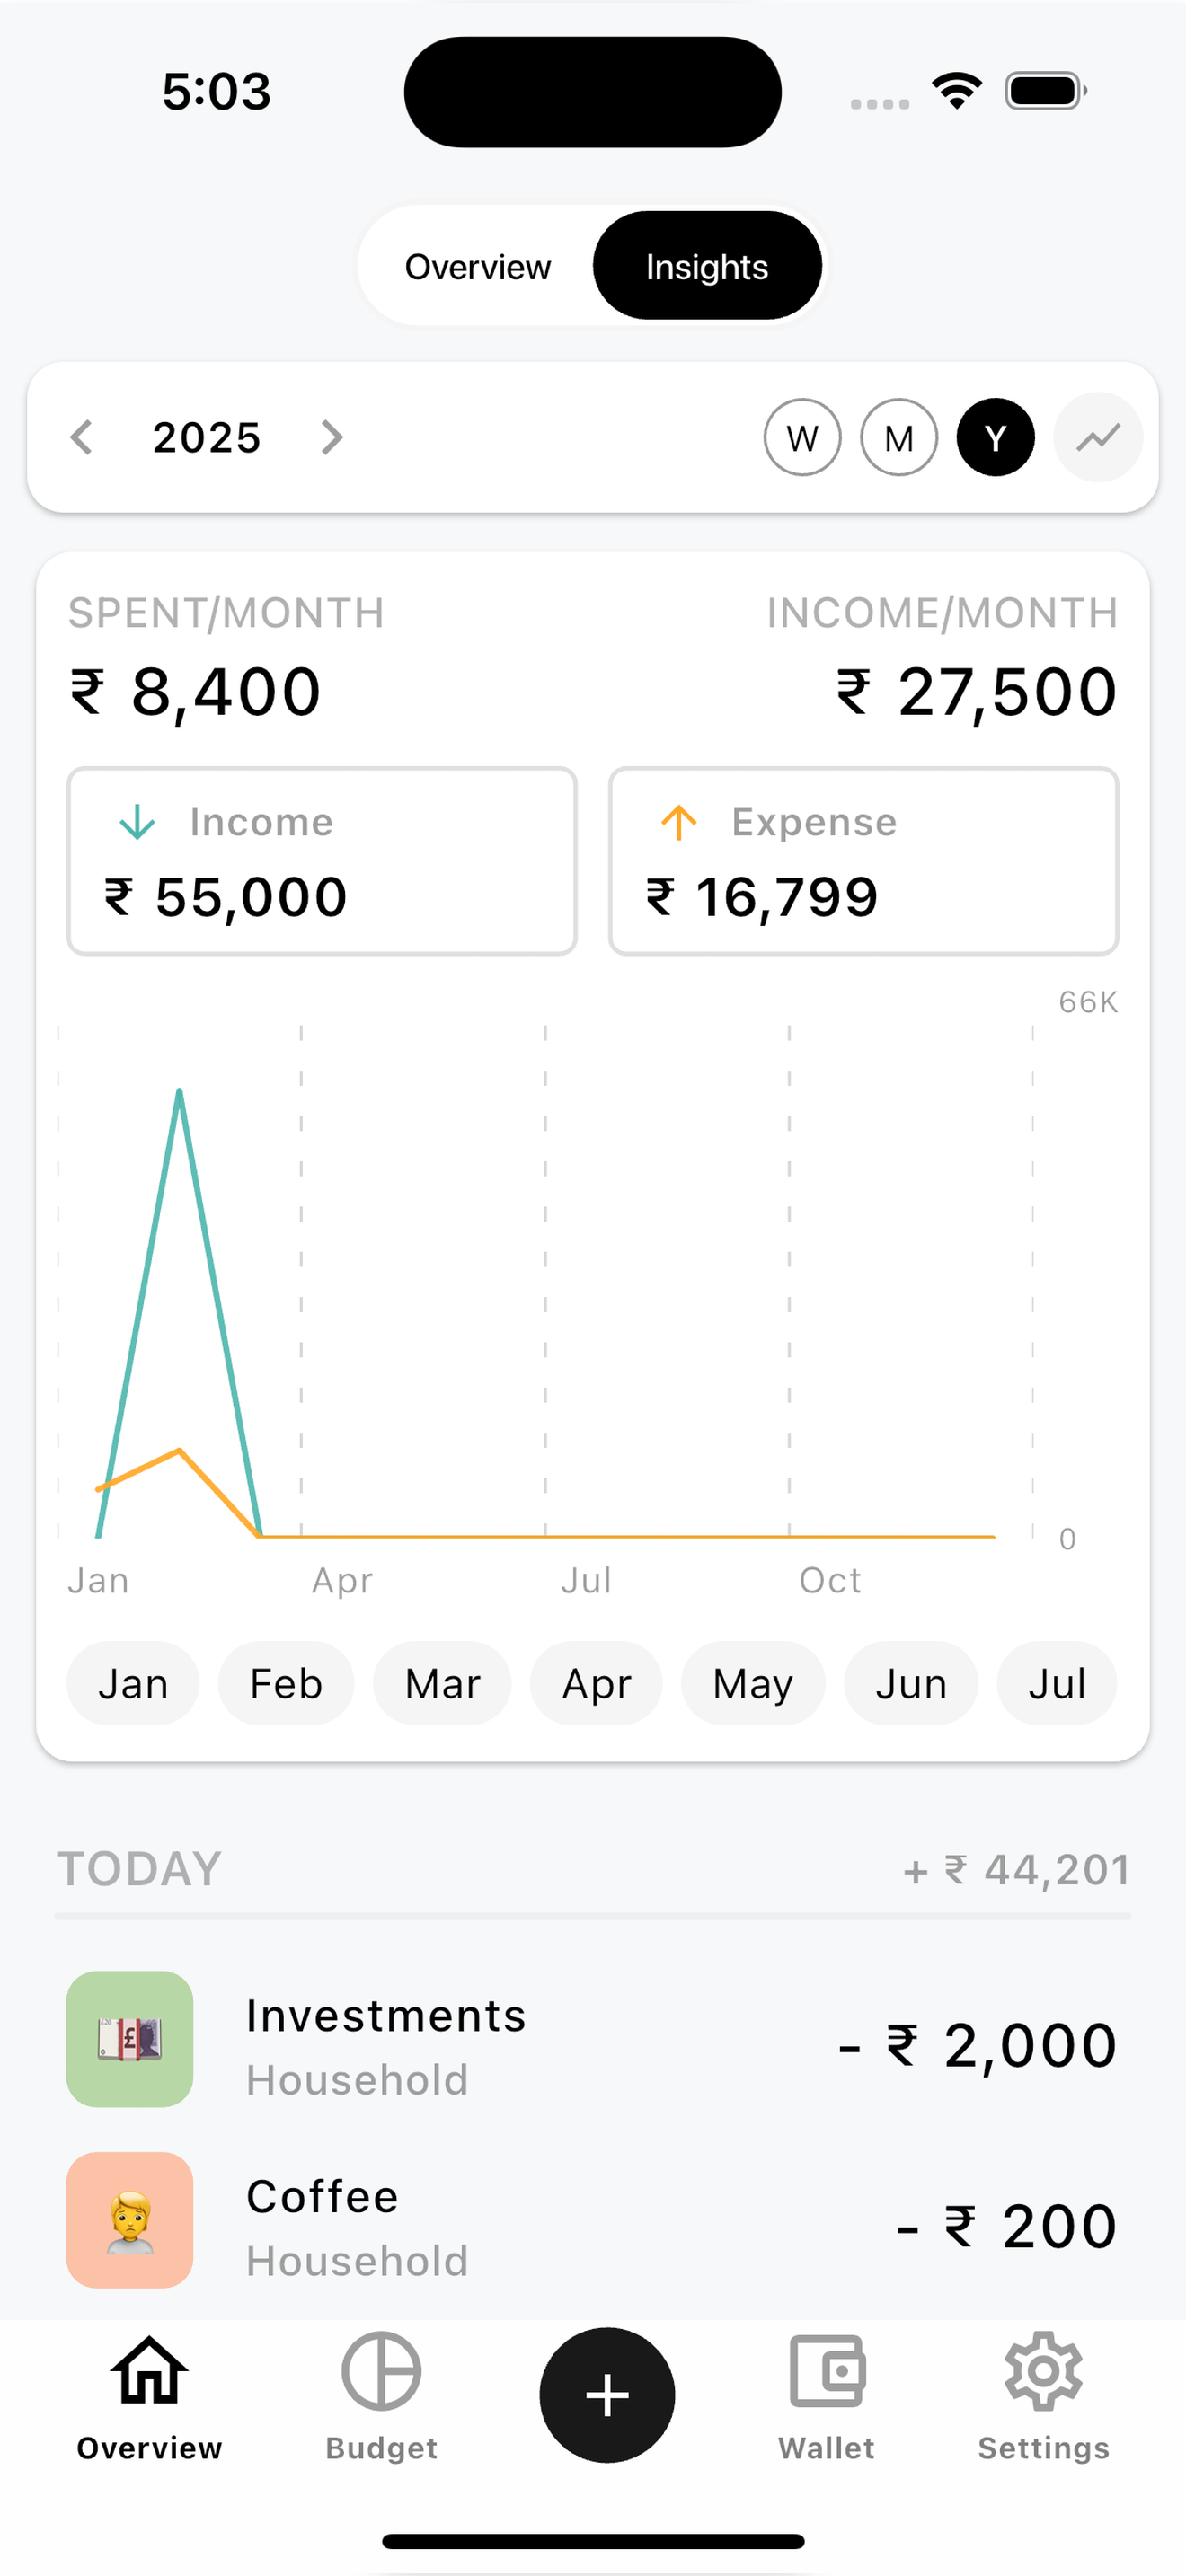 5:03
Overview Insights
2025 W M Y
SPENT/MONTH INCOME/MONTH
₹ 8,400 ₹ 27,500
Income Expense
₹ 55,000 ₹ 16,799
66K
0
Jan Apr Jul Oct
Jan Feb Mar Apr May Jun Jul
TODAY + ₹ 44,201
Investments
Household
- ₹ 2,000
Coffee
Household
- ₹ 200
Overview Budget + Wallet Settings